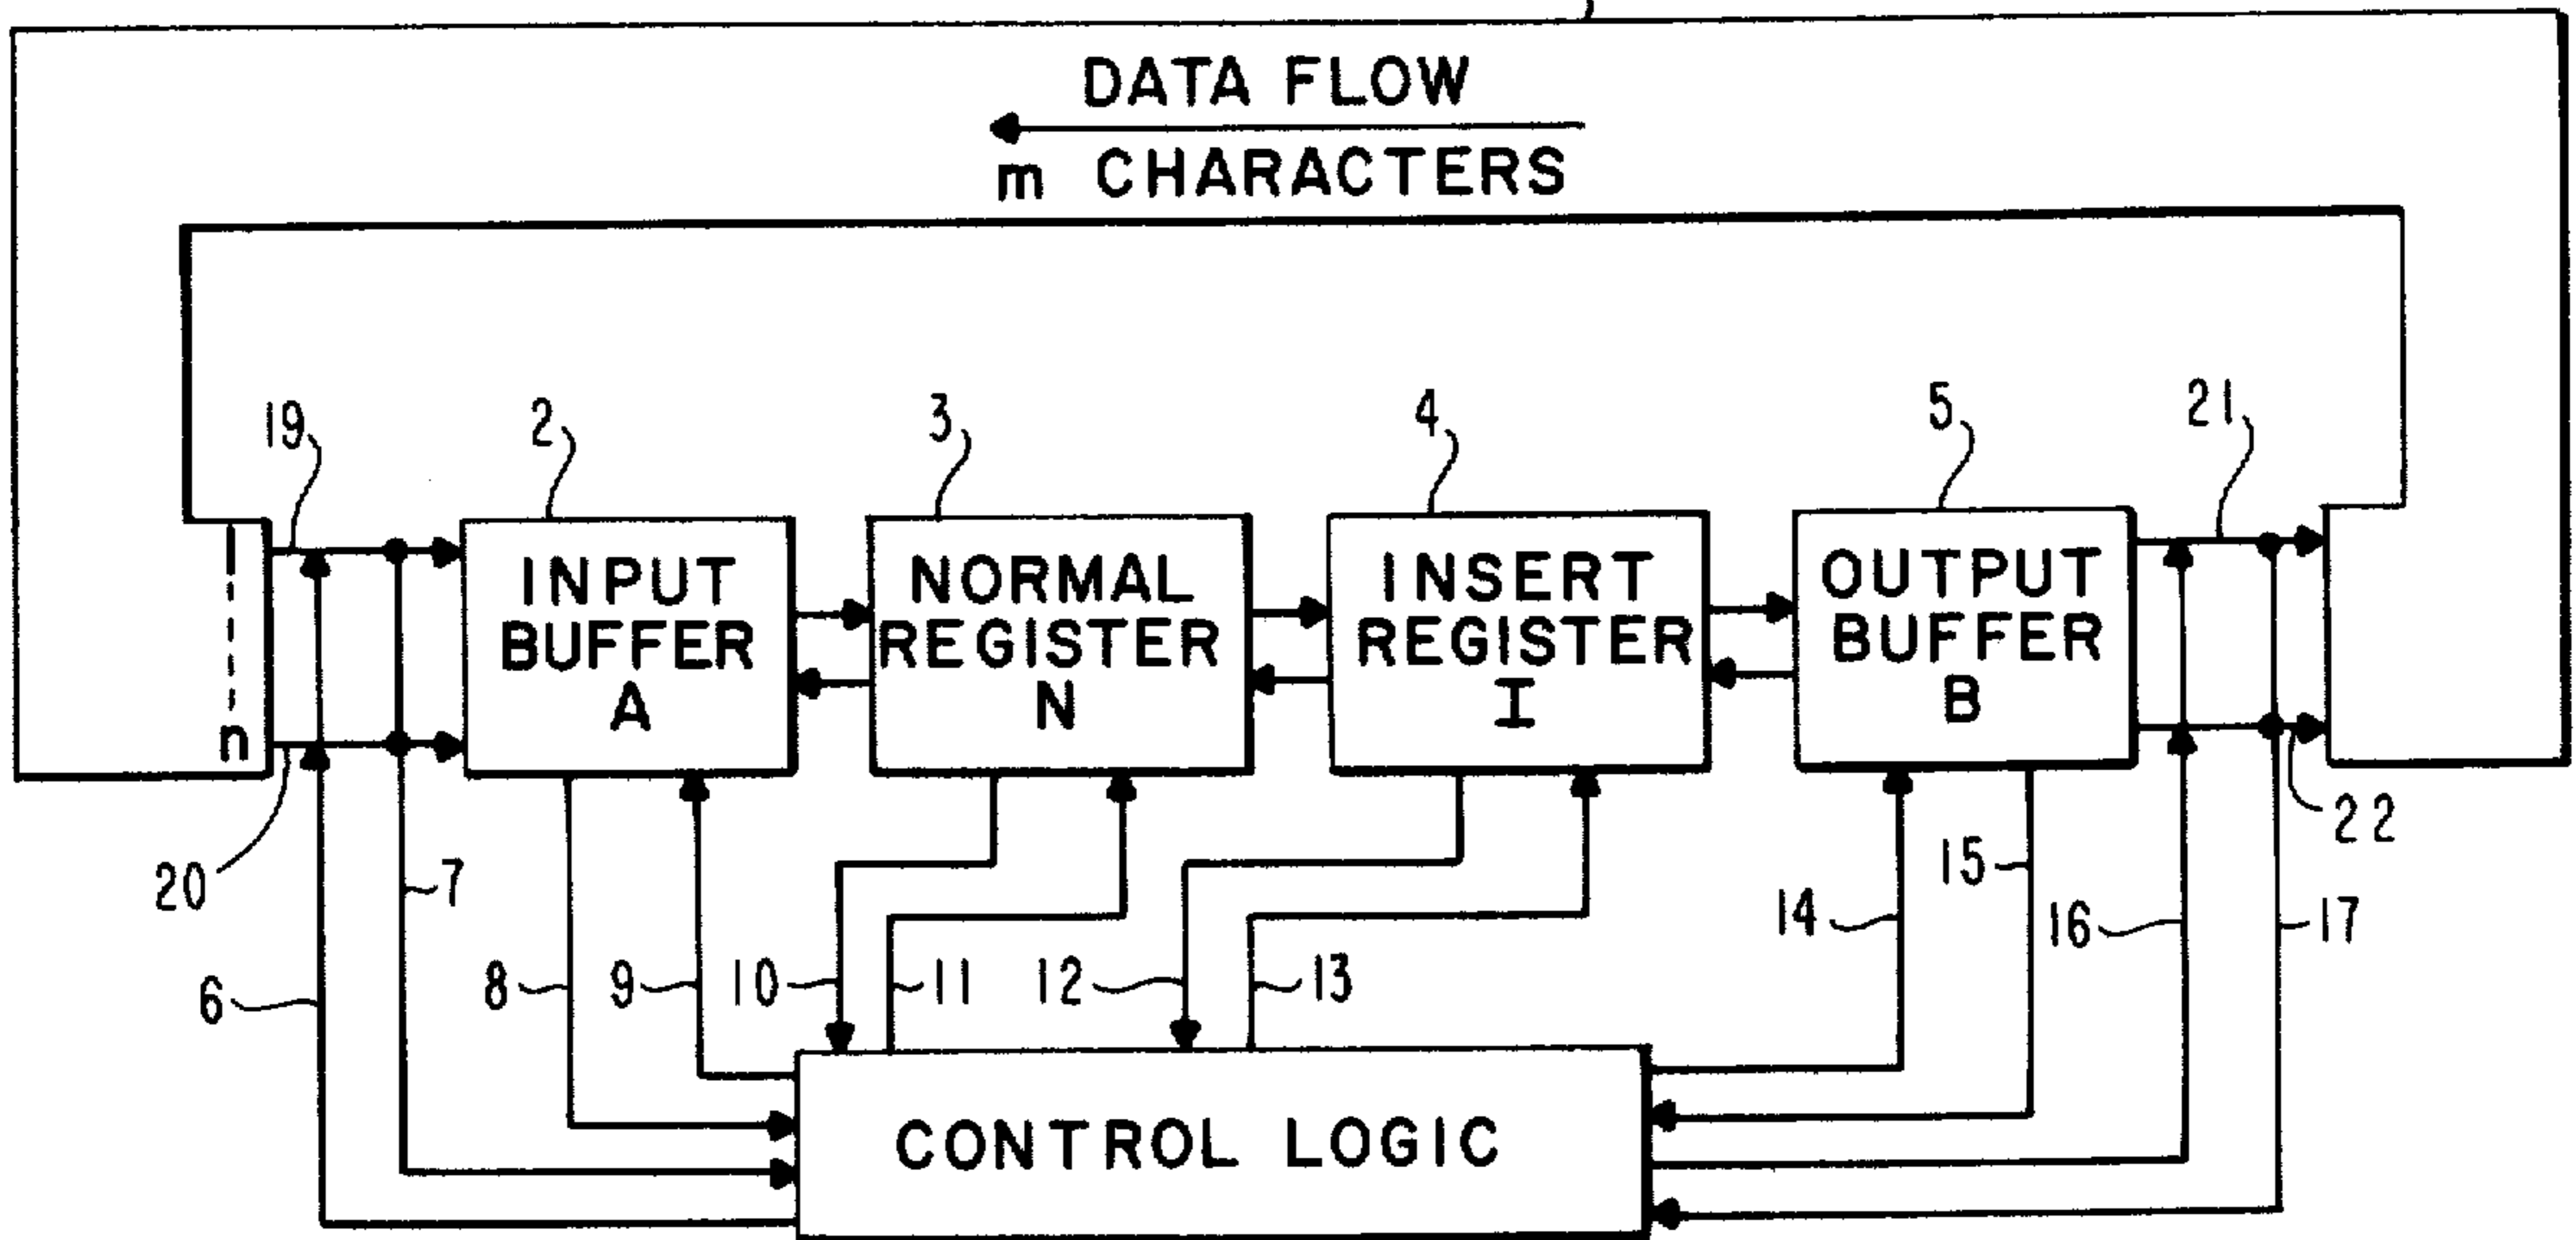 DATA FLOW
m CHARACTERS
19
2
3
4
5
21
1
n
INPUT
BUFFER
A
NORMAL
REGISTER
N
INSERT
REGISTER
I
OUTPUT
BUFFER
B
20
7
22
15
14
16
17
6
8
9
10
11
12
13
CONTROL LOGIC